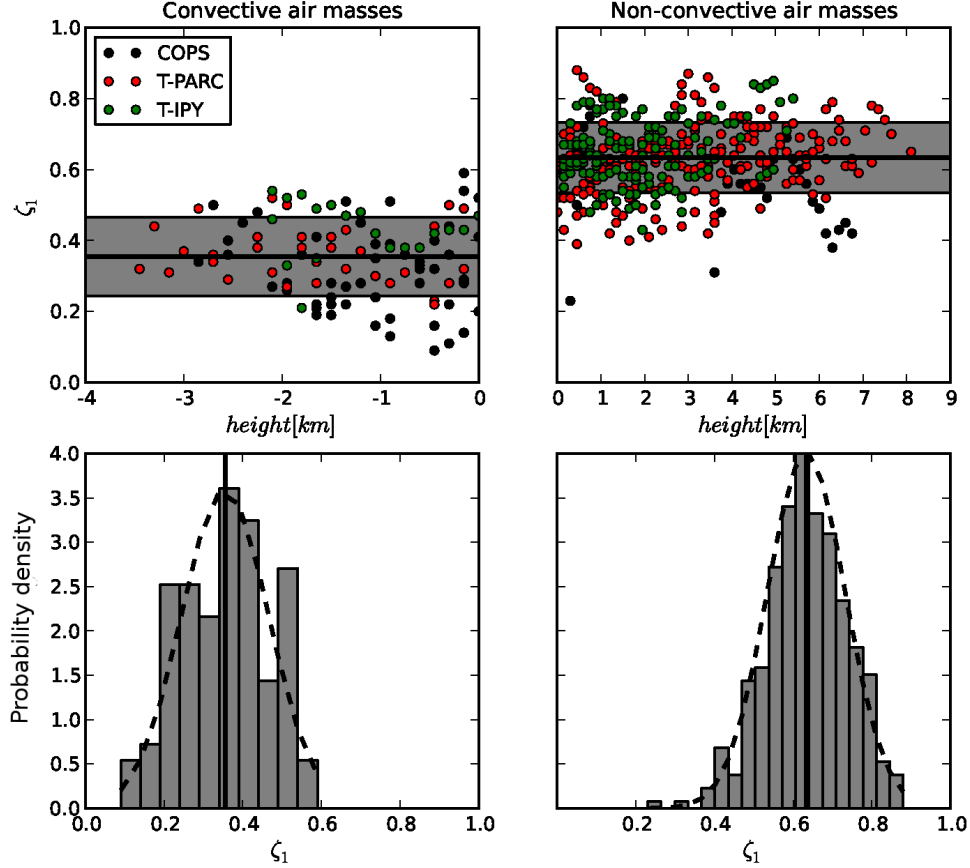 Convective air masses
Non-convective air masses
COPS
T-PARC
T-IPY
1.0
0.8
0.6
0.4
0.2
0.0
ζ1
-4 -3 -2 -1 0
0 1 2 3 4 5 6 7 8 9
height[km]
height[km]
Probability density
4.0
3.5
3.0
2.5
2.0
1.5
1.0
0.5
0.0
0.0 0.2 0.4 0.6 0.8 1.0
0.2 0.4 0.6 0.8 1.0
ζ1
ζ1